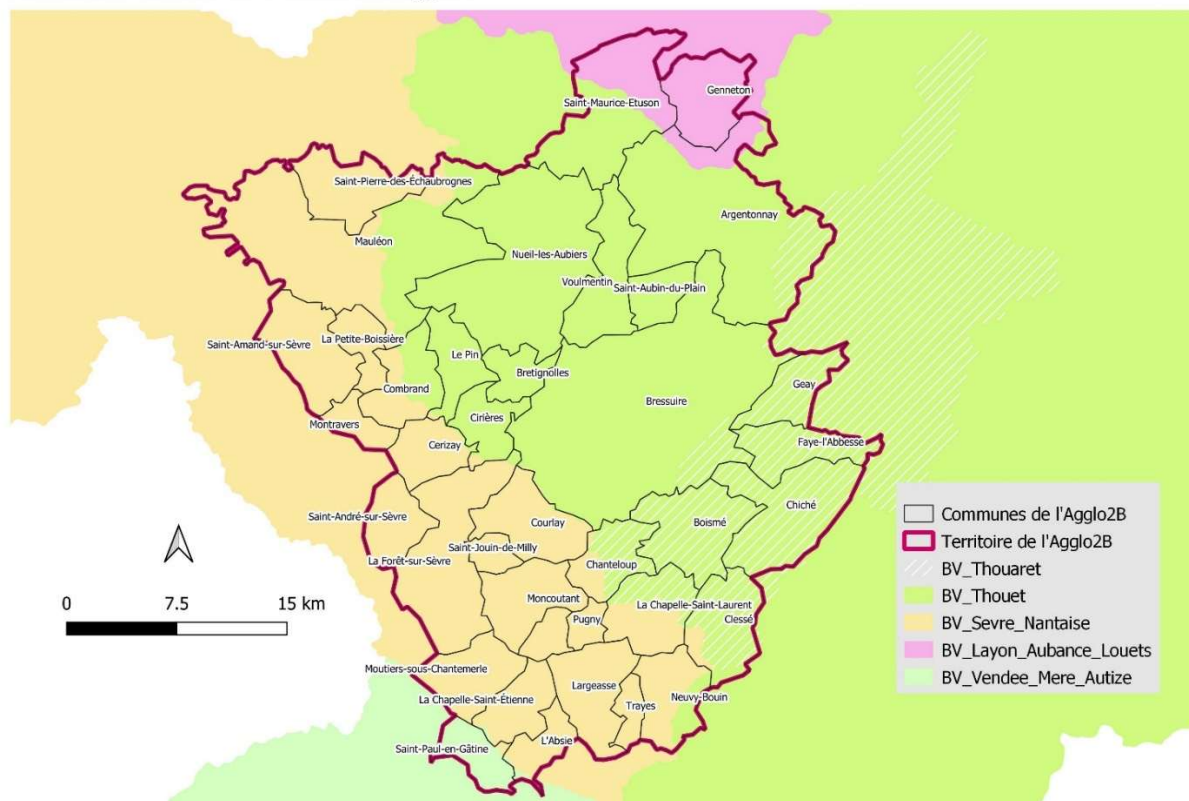 Genneton
Saint-Maurice-Etuson
Saint-Pierre-des-Échaubrognes
Argentonnay
Mauléon
Nueil-les-Aubiers
Voulmentin
Saint-Aubin-du-Plain
La Petite-Boissière
Saint-Amand-sur-Sèvre
Le Pin
Bretignolles
Combrand
Geay
Bressuire
Cirières
Montravers
Cerizay
Faye-l'Abbesse
Chiché
Saint-André-sur-Sèvre
Courlay
Boismé
Saint-Jouin-de-Milly
La Forêt-sur-Sèvre
Chanteloup
Moncoutant
La Chapelle-Saint-Laurent
Pugny
Clessé
Moutiers-sous-Chantemerle
Largeasse
La Chapelle-Saint-Étienne
Neuvy-Bouin
Trayes
L'Absie
Saint-Paul-en-Gâtine
0 7.5 15 km
Communes de l'Agglo2B
Territoire de l'Agglo2B
BV_Thouaret
BV_Thouet
BV_Sevre_Nantaise
BV_Layon_Aubance_Louets
BV_Vendee_Mere_Autize